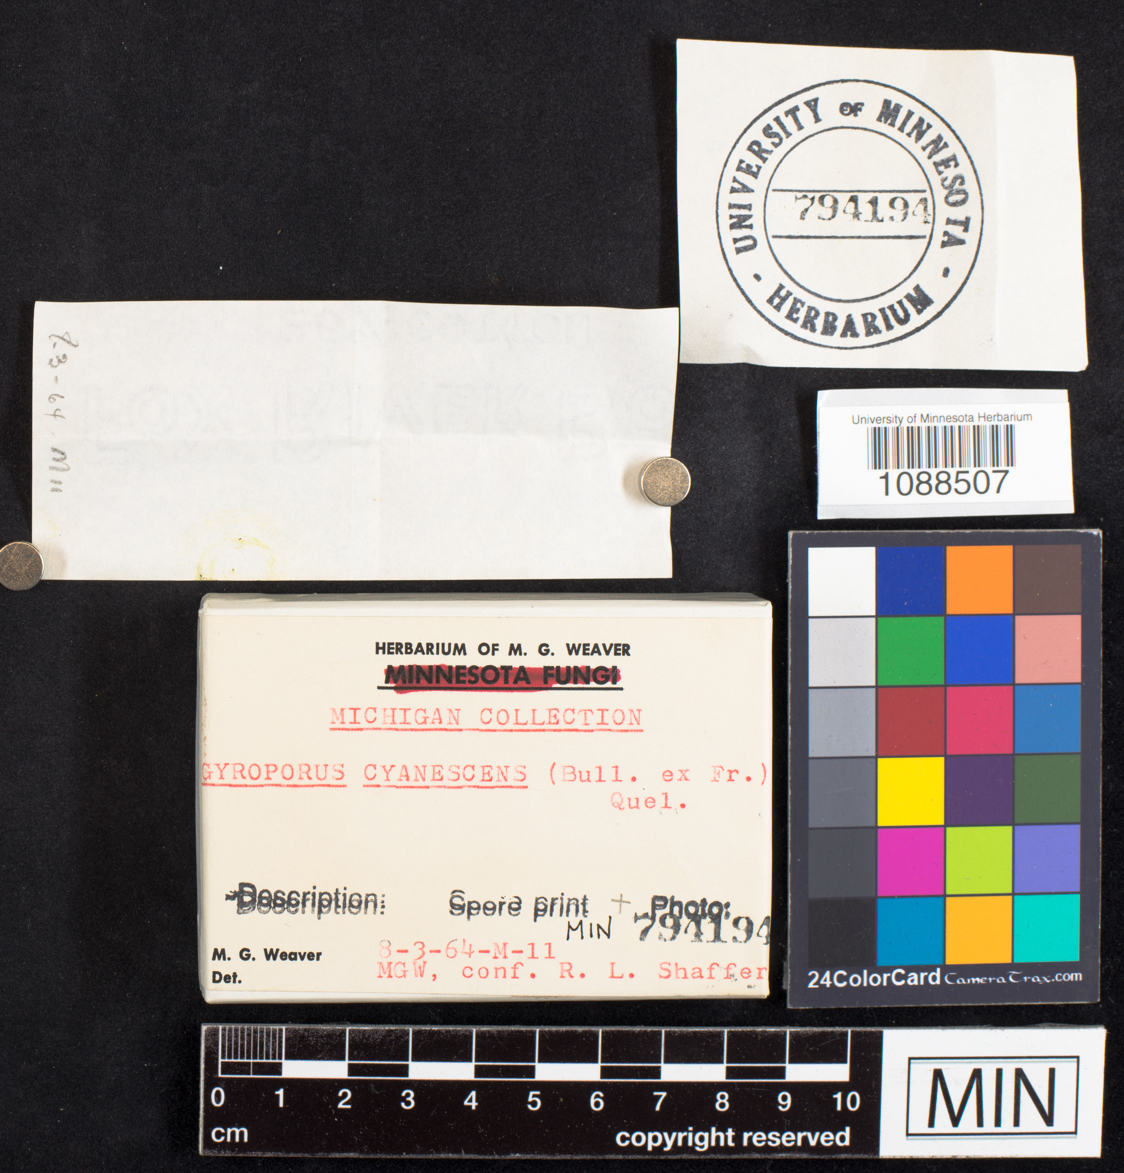 UNIVERSITY OF MINNESOTA
794194
- HERBARIUM -
8-3-64 M11
University of Minnesota Herbarium
1088507
HERBARIUM OF M. G. WEAVER
MINNESOTA FUNGI
MICHIGAN COLLECTION
GYROPORUS CYANESCENS (Bull. ex Fr.)
Quel.
Description: Spore print + Photo:
MIN 794194
M. G. Weaver 8-3-64-M-11
Det. MGW, conf. R. L. Shaffer
24ColorCard CameraTrax.com
0 1 2 3 4 5 6 7 8 9 10
cm
copyright reserved
MIN